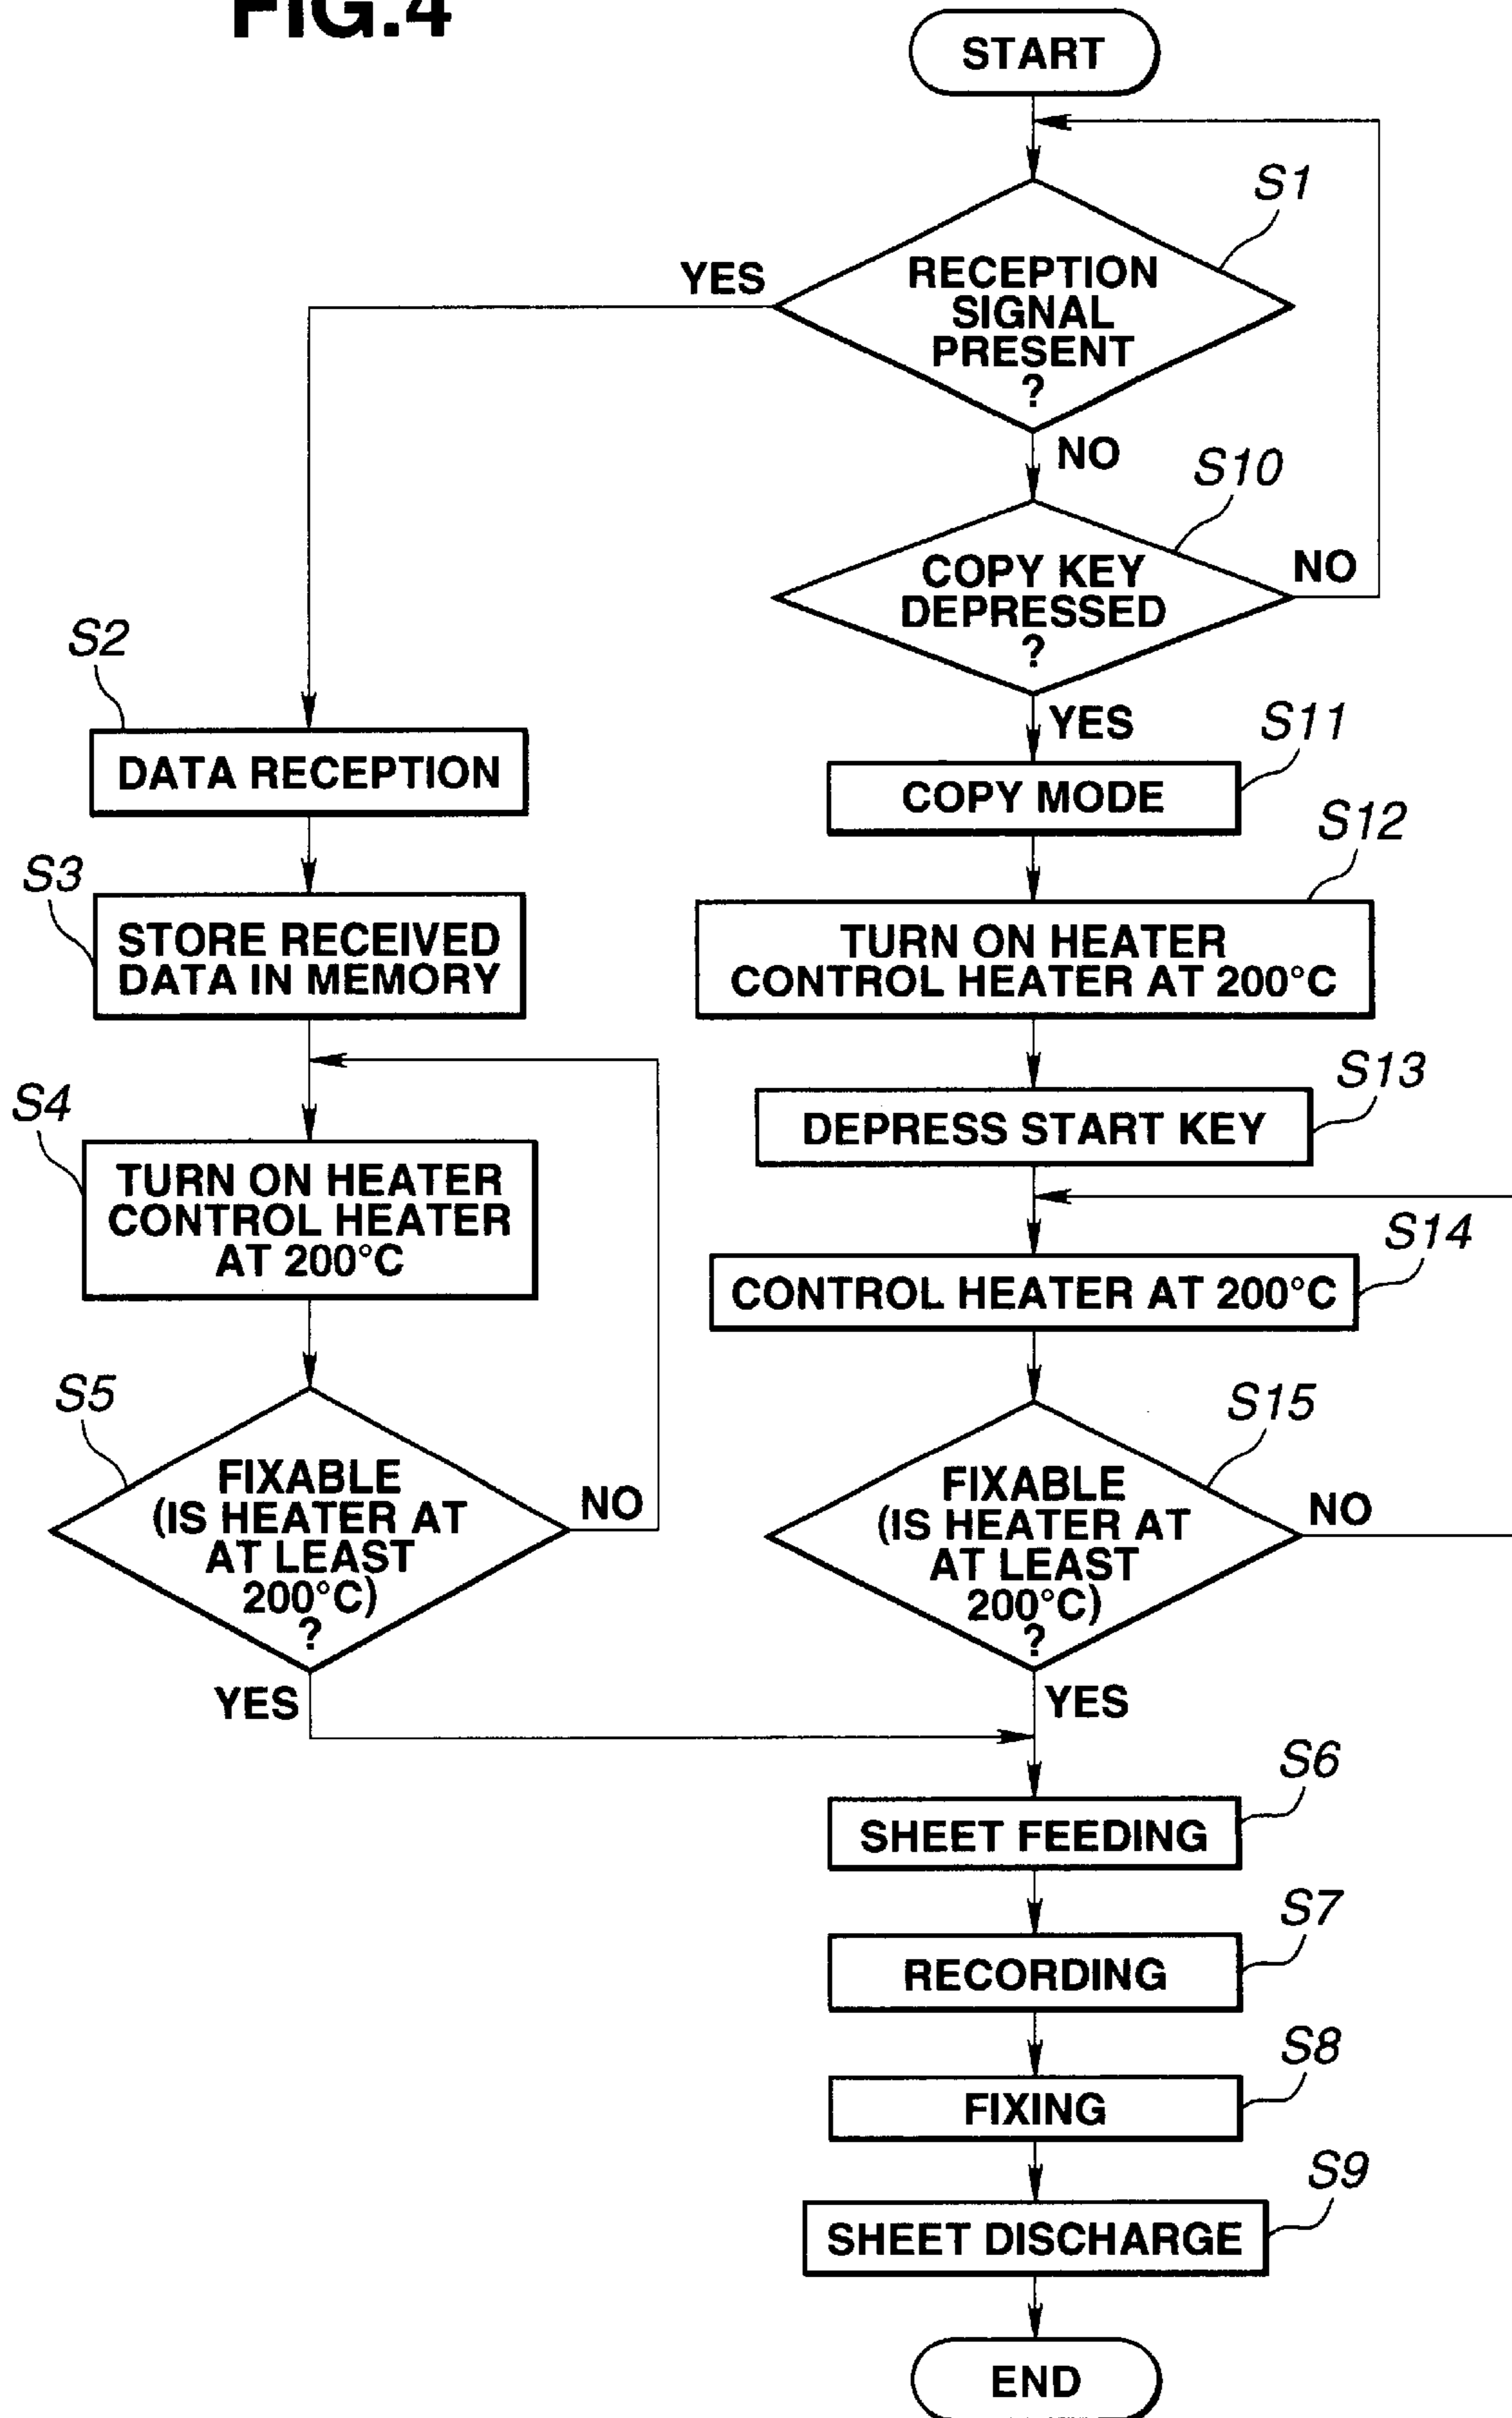 FIG.4
START
S1
RECEPTION
SIGNAL
PRESENT
?
YES
NO
S10
COPY KEY
DEPRESSED
?
NO
YES
S2
DATA RECEPTION
S11
COPY MODE
S3
STORE RECEIVED
DATA IN MEMORY
S12
TURN ON HEATER
CONTROL HEATER AT 200°C
S13
DEPRESS START KEY
S4
TURN ON HEATER
CONTROL HEATER
AT 200°C
S14
CONTROL HEATER AT 200°C
S5
FIXABLE
(IS HEATER AT
AT LEAST
200°C)
?
NO
YES
S15
FIXABLE
(IS HEATER AT
AT LEAST
200°C)
?
NO
YES
S6
SHEET FEEDING
S7
RECORDING
S8
FIXING
S9
SHEET DISCHARGE
END